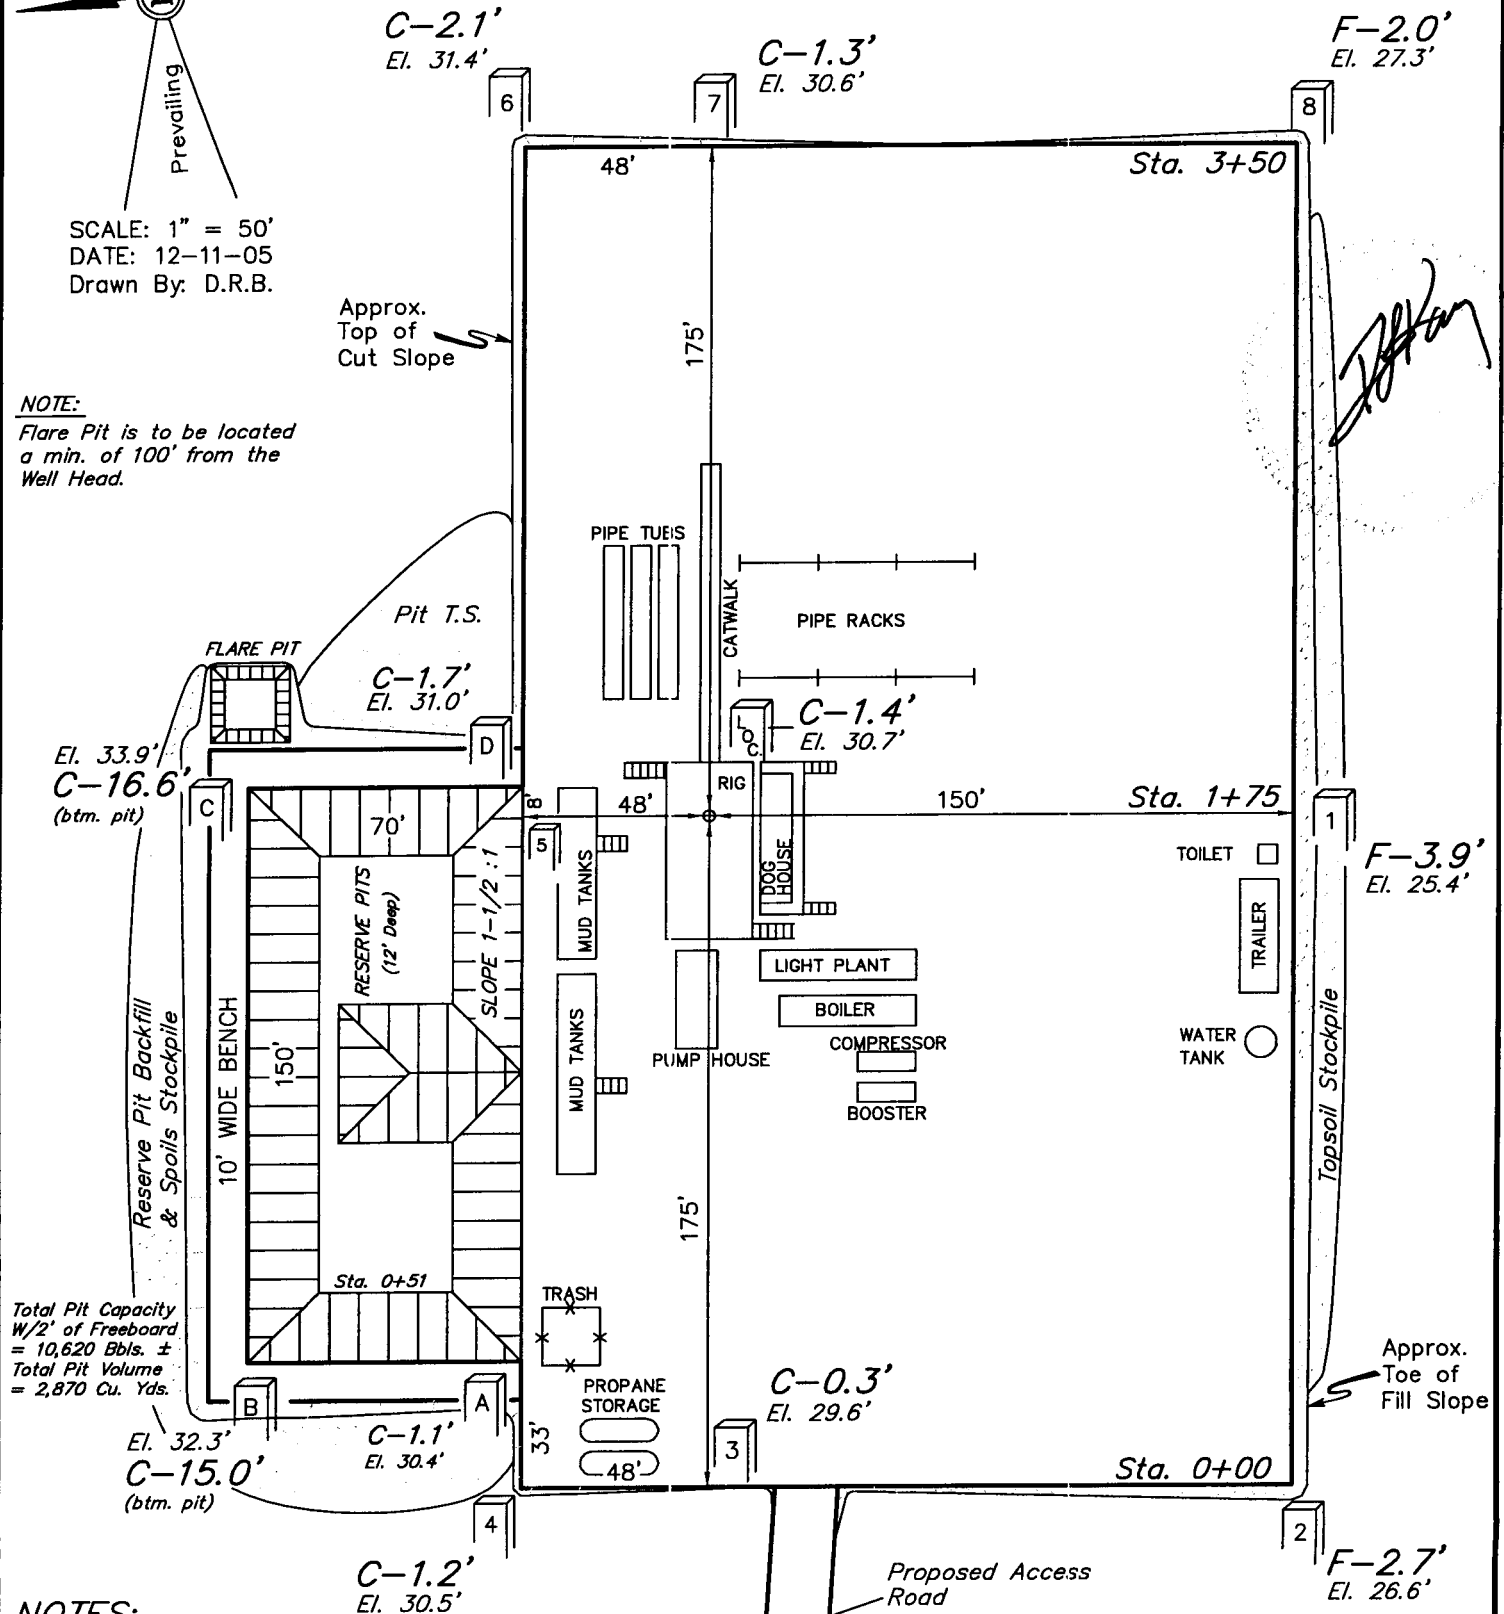 C-2.1'
El. 31.4'
C-1.3'
El. 30.6'
F-2.0'
El. 27.3'
6
7
8
Prevailing
48'
Sta. 3+50
SCALE: 1" = 50'
DATE: 12-11-05
Drawn By: D.R.B.
Approx.
Top of
Cut Slope
175'
NOTE:
Flare Pit is to be located
a min. of 100' from the
Well Head.
PIPE TUBS
CATWALK
PIPE RACKS
Pit T.S.
FLARE PIT
C-1.7'
El. 31.0'
D
L
O
C.
C-1.4'
El. 30.7'
El. 33.9'
C-16.6'
(btm. pit)
C
RIG
8'
48'
150'
Sta. 1+75
70'
5
1
F-3.9'
El. 25.4'
TOILET
DOG
HOUSE
MUD TANKS
SLOPE 1-1/2 : 1
RESERVE PITS
(12' Deep)
TRAILER
LIGHT PLANT
BOILER
COMPRESSOR
BOOSTER
PUMP HOUSE
WATER
TANK
MUD TANKS
150'
10' WIDE BENCH
Reserve Pit Backfill
& Spoils Stockpile
Topsoil Stockpile
175'
Sta. 0+51
TRASH
Total Pit Capacity
W/2' of Freeboard
= 10,620 Bbls. ±
Total Pit Volume
= 2,870 Cu. Yds.
PROPANE
STORAGE
C-0.3'
El. 29.6'
Approx.
Toe of
Fill Slope
B
A
C-1.1'
El. 30.4'
33'
48'
3
Sta. 0+00
El. 32.3'
C-15.0'
(btm. pit)
4
2
C-1.2'
El. 30.5'
Proposed Access
Road
F-2.7'
El. 26.6'
NOTES: